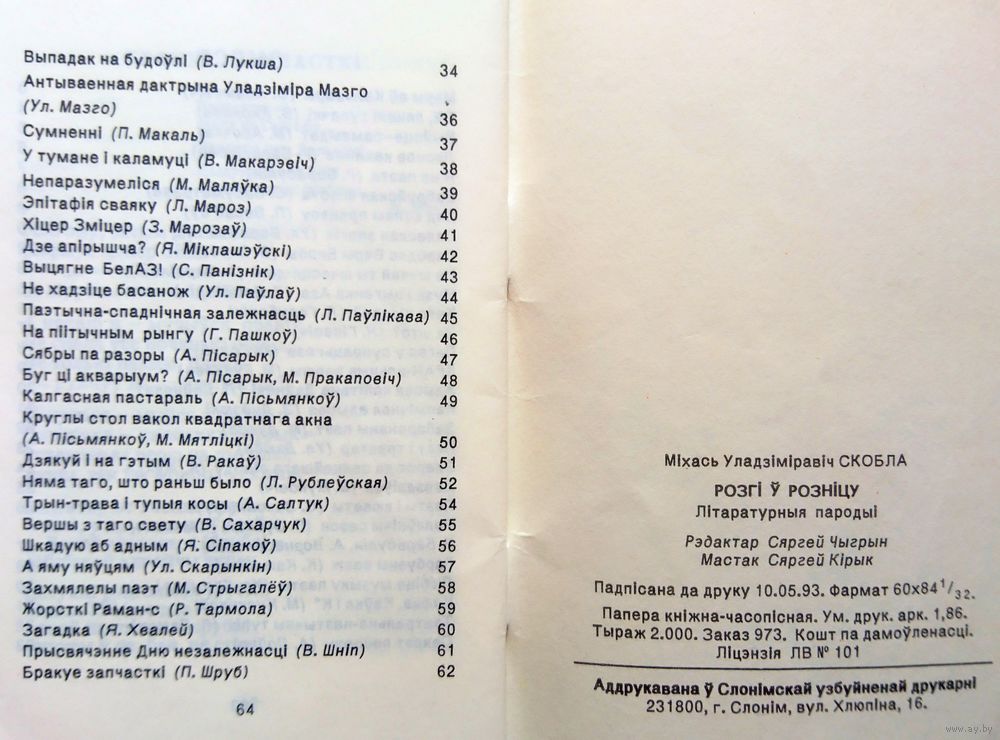 Выпадак на будоўлі (В. Лукша) 34
Антываенная дактрына Уладзіміра Мазго
(Ул. Мазго) 36
Сумненні (П. Макаль) 37
У тумане і каламуці (В. Макарэвіч) 38
Непаразумеліся (М. Маляўка) 39
Эпітафія сваяку (Л. Мароз) 40
Хіцер Зміцер (З. Марозаў) 41
Дзе апірышча? (Я. Міклашэўскі) 42
Выцягне БелАЗ! (С. Панізнік) 43
Не хадзіце басанож (Ул. Паўлаў) 44
Паэтычна-спаднічная залежнасць (Л. Паўлікава) 45
На піітычным рынгу (Г. Пашкоў) 46
Сябры па разоры (А. Пісарык) 47
Буг ці акварыум? (А. Пісарык, М. Пракаповіч) 48
Калгасная пастараль (А. Пісьмянкоў) 49
Круглы стол вакол квадратнага акна
(А. Пісьмянкоў, М. Мятліцкі) 50
Дзякуй і на гэтым (В. Ракаў) 51
Няма таго, што раньш было (Л. Рублеўская) 52
Трын-трава і тупыя косы (А. Салтук) 54
Вершы з таго свету (В. Сахарчук) 55
Шкадую аб адным (Я. Сіпакоў) 56
А яму няўцям (Ул. Скарынкін) 57
Захмялелы паэт (М. Стрыгалёў) 58
Жорсткі Раман-с (Р. Тармола) 59
Загадка (Я. Хвалей) 60
Прысвячэнне Дню незалежнасці (В. Шніп) 61
Бракуе запчасткі (П. Шруб) 62
64
Міхась Уладзіміравіч СКОБЛА
РОЗГІ Ў РОЗНІЦУ
Літаратурныя пародыі
Рэдактар Сяргей Чыгрын
Мастак Сяргей Кірык
Падпісана да друку 10.05.93. Фармат 60x84 1/32.
Папера кніжна-часопісная. Ум. друк. арк. 1,86.
Тыраж 2.000. Заказ 973. Кошт па дамоўленасці.
Ліцэнзія ЛВ № 101
Аддрукавана ў Слонімскай узбуйненай друкарні
231800, г. Слонім, вул. Хлюпіна, 16.
www.ay.by